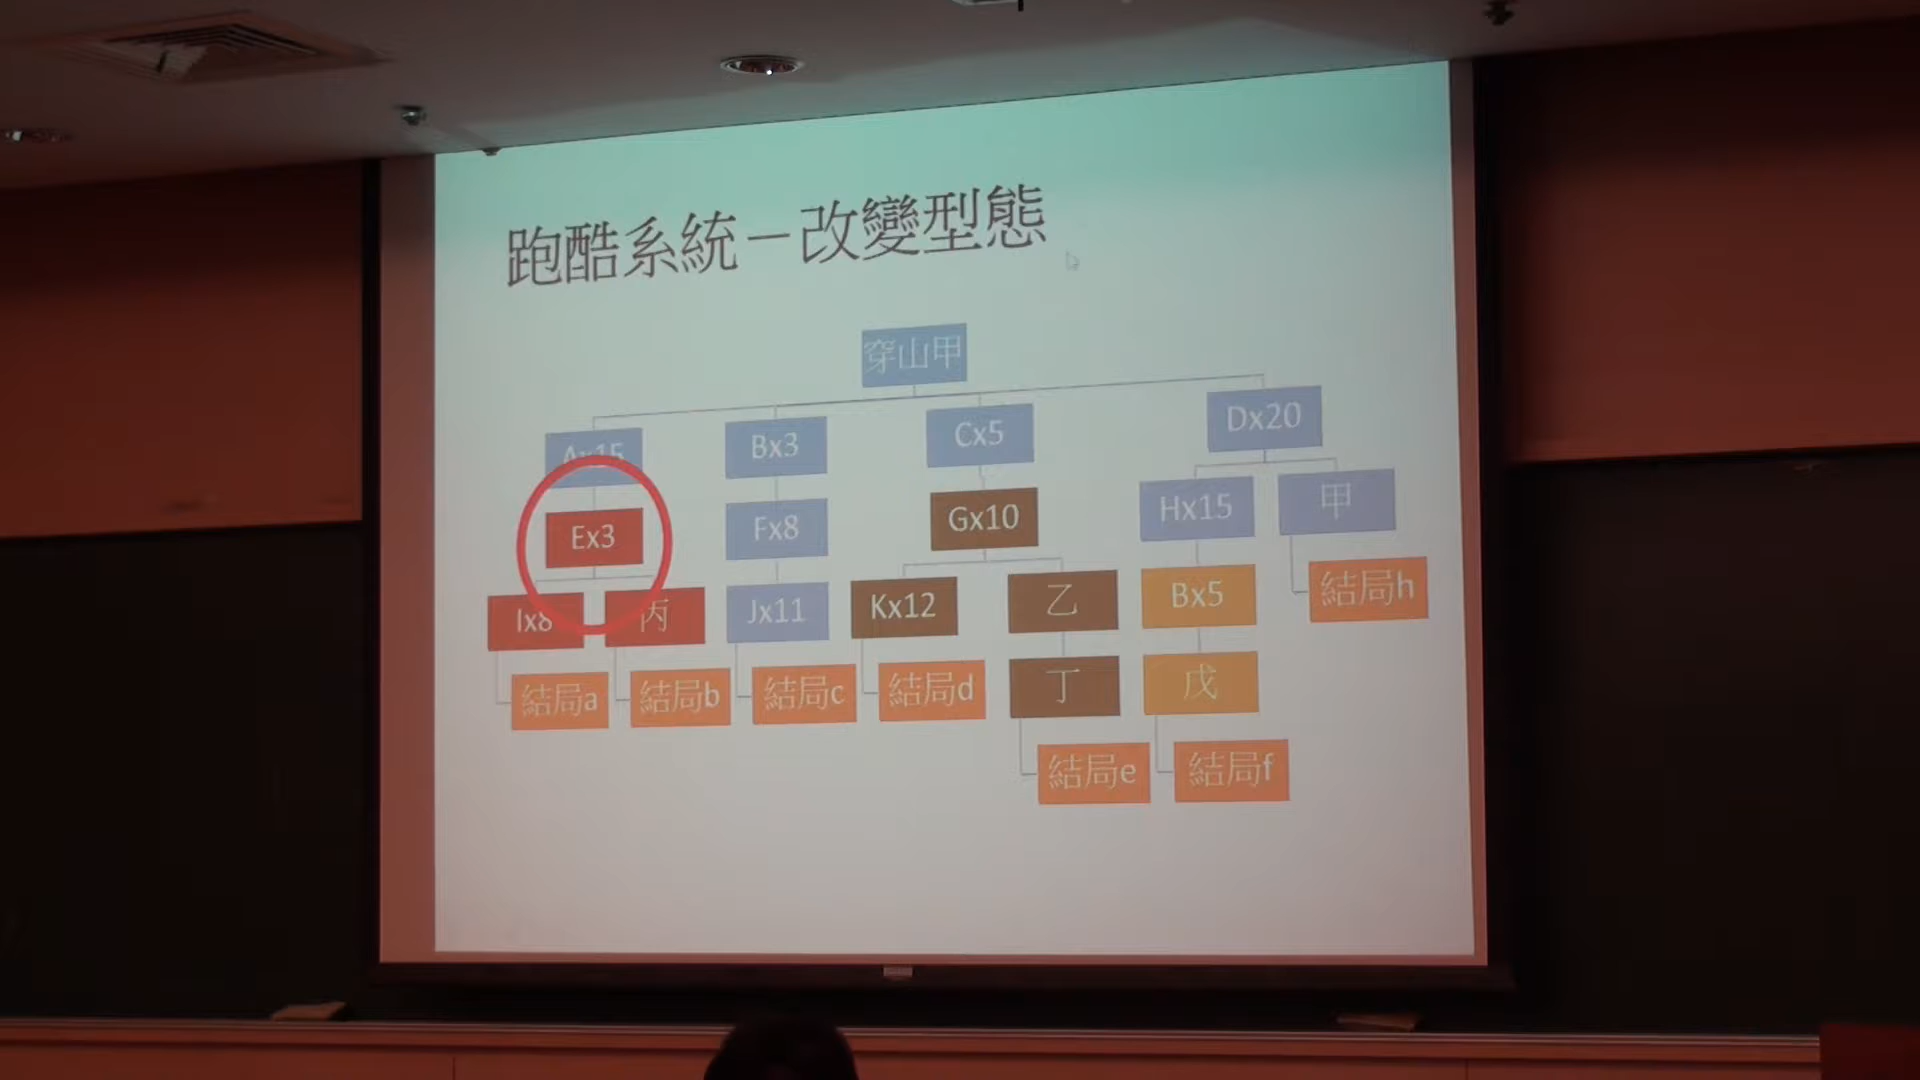 跑酷系統－改變型態
穿山甲
Ax15
Bx3
Cx5
Dx20
Ex3
Fx8
Gx10
Hx15
甲
Ix8
丙
Jx11
Kx12
乙
Bx5
結局h
結局a
結局b
結局c
結局d
丁
戊
結局e
結局f